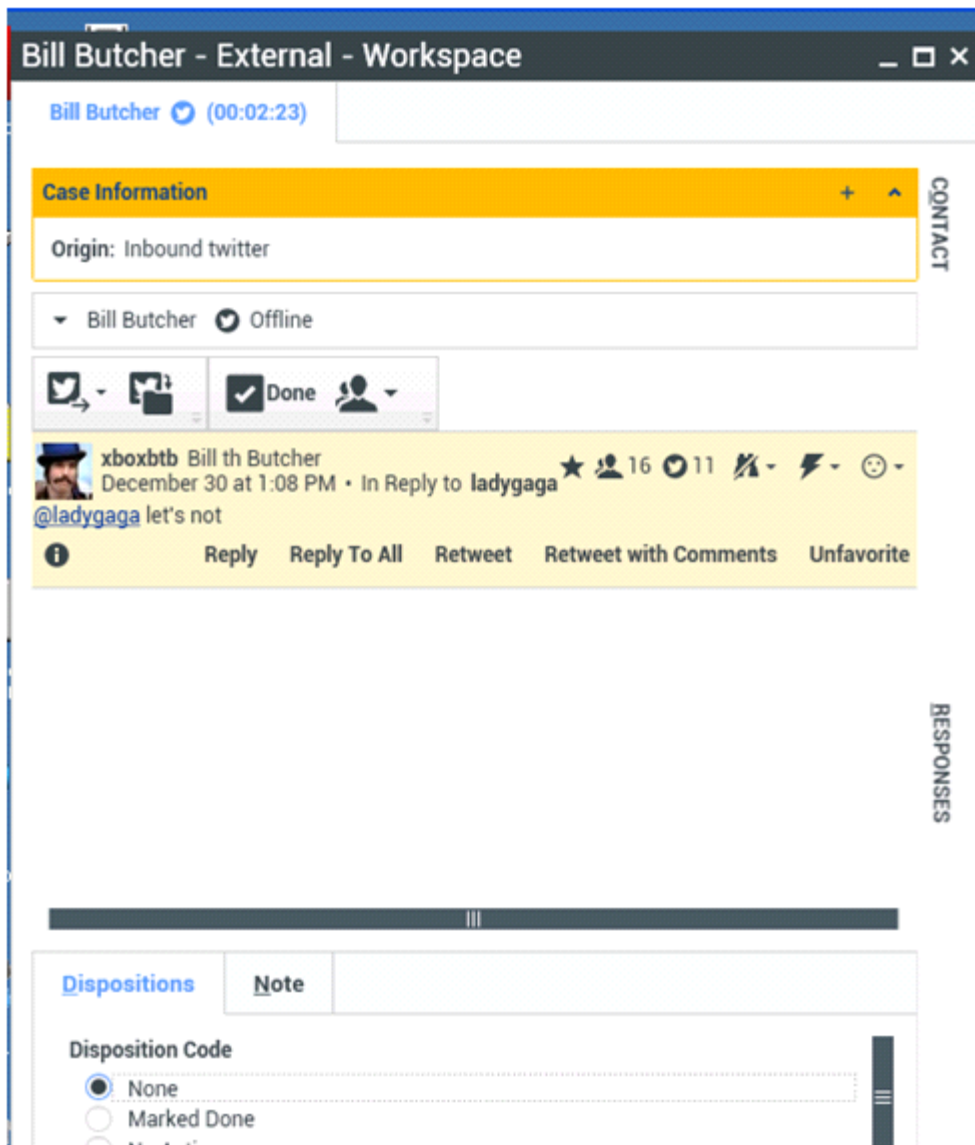 Bill Butcher - External - Workspace
Bill Butcher (00:02:23)
Case Information
CONTACT
Origin: Inbound twitter
Bill Butcher Offline
Done
xboxbtb Bill th Butcher 16 11
December 30 at 1:08 PM • In Reply to ladygaga
@ladygaga let's not
Reply Reply To All Retweet Retweet with Comments Unfavorite
RESPONSES
Dispositions Note
Disposition Code
None
Marked Done